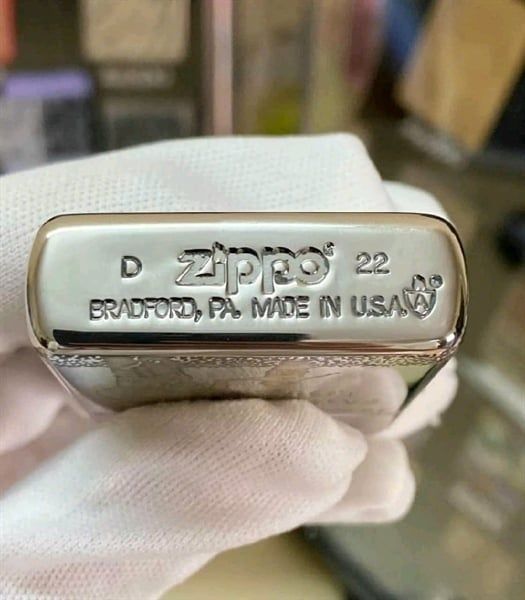 D zippo® 22
BRADFORD, PA. MADE IN U.S.A. A